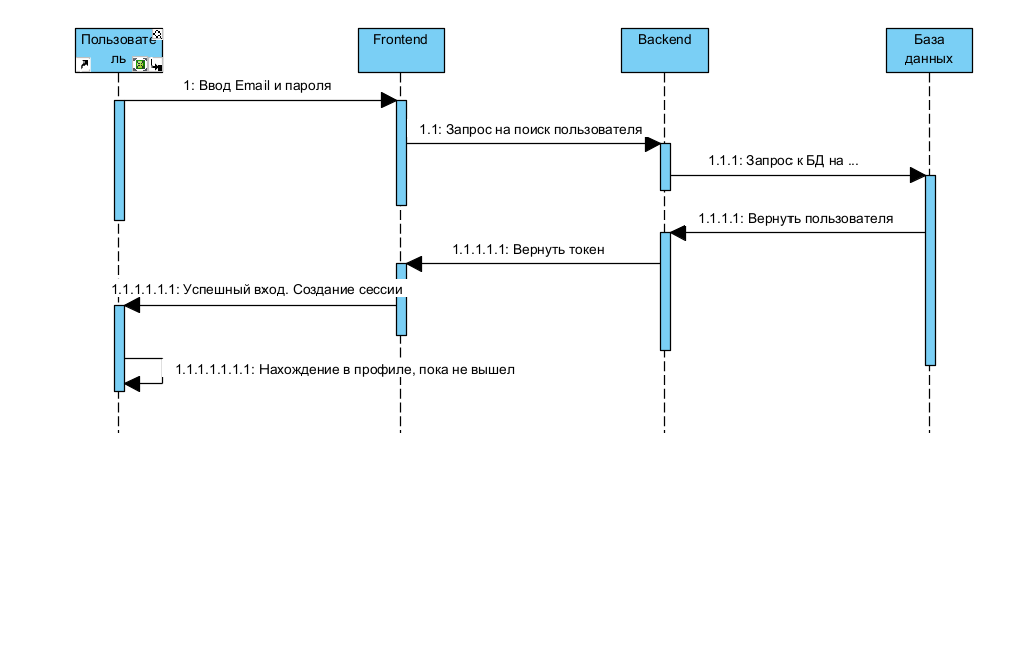 Пользовате
ль
Frontend
Backend
База
данных
1: Ввод Email и пароля
1.1: Запрос на поиск пользователя
1.1.1: Запрос к БД на ...
1.1.1.1: Вернуть пользователя
1.1.1.1.1: Вернуть токен
1.1.1.1.1.1: Успешный вход. Создание сессии
1.1.1.1.1.1.1: Нахождение в профиле, пока не вышел